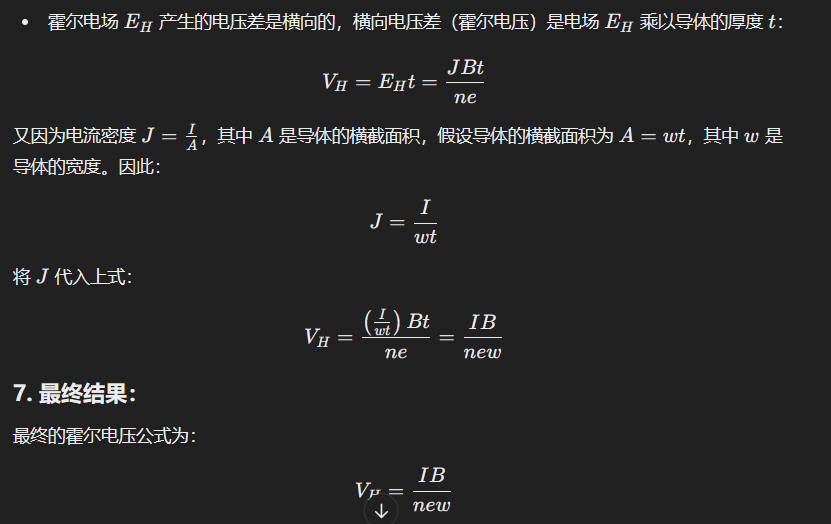 • 霍尔电场 $E_H$ 产生的电压差是横向的，横向电压差（霍尔电压）是电场 $E_H$ 乘以导体的厚度 $t$：
$V_H = E_H t = \frac{JBt}{ne}$
又因为电流密度 $J = \frac{I}{A}$，其中 $A$ 是导体的横截面积，假设导体的横截面积为 $A = wt$，其中 $w$ 是
导体的宽度。因此：
$J = \frac{I}{wt}$
将 $J$ 代入上式：
$V_H = \frac{\left(\frac{I}{wt}\right) Bt}{ne} = \frac{IB}{new}$
7. 最终结果：
最终的霍尔电压公式为：
$V_H = \frac{IB}{new}$